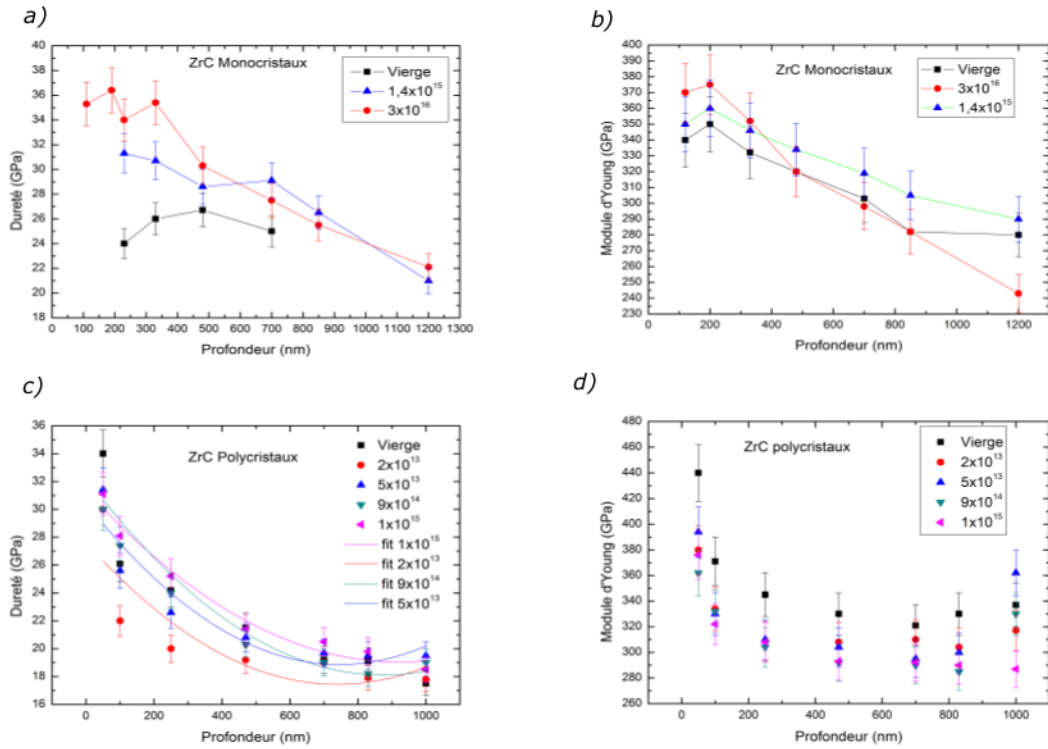 a)
ZrC Monocristaux
Vierge
1,4x10¹⁵
3x10¹⁶
Dureté (GPa)
40
38
36
34
32
30
28
26
24
22
20
18
0 100 200 300 400 500 600 700 800 900 1000 1100 1200 1300
Profondeur (nm)
b)
ZrC Monocristaux
Vierge
3x10¹⁶
1,4x10¹⁵
Module d'Young (GPa)
400
390
380
370
360
350
340
330
320
310
300
290
280
270
260
250
240
230
0 200 400 600 800 1000 1200
Profondeur (nm)
c)
ZrC Polycristaux
Vierge
2x10¹³
5x10¹³
9x10¹⁴
1x10¹⁵
fit 1x10¹⁵
fit 2x10¹³
fit 9x10¹⁴
fit 5x10¹³
Dureté (GPa)
36
34
32
30
28
26
24
22
20
18
16
0 200 400 600 800 1000
Profondeur (nm)
d)
ZrC polycristaux
Vierge
2x10¹³
5x10¹³
9x10¹⁴
1x10¹⁵
Module d'Young (GPa)
480
460
440
420
400
380
360
340
320
300
280
260
0 200 400 600 800 1000
Profondeur (nm)